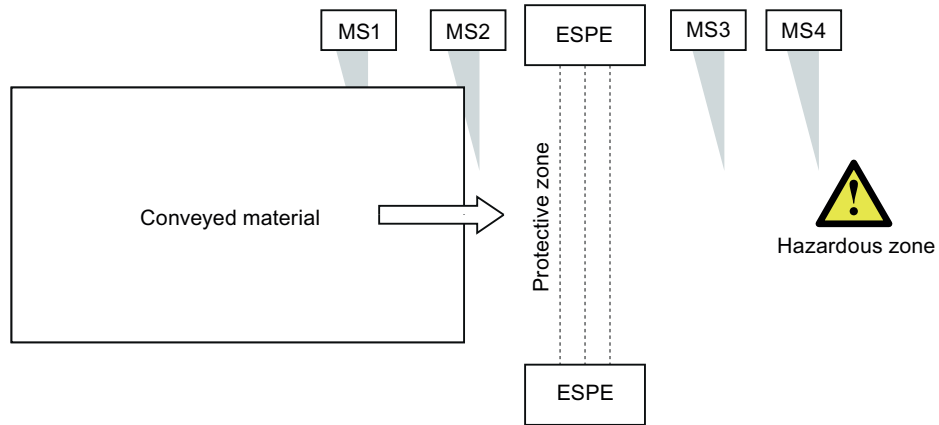 MS1
MS2
ESPE
MS3
MS4
Protective zone
Conveyed material
Hazardous zone
ESPE